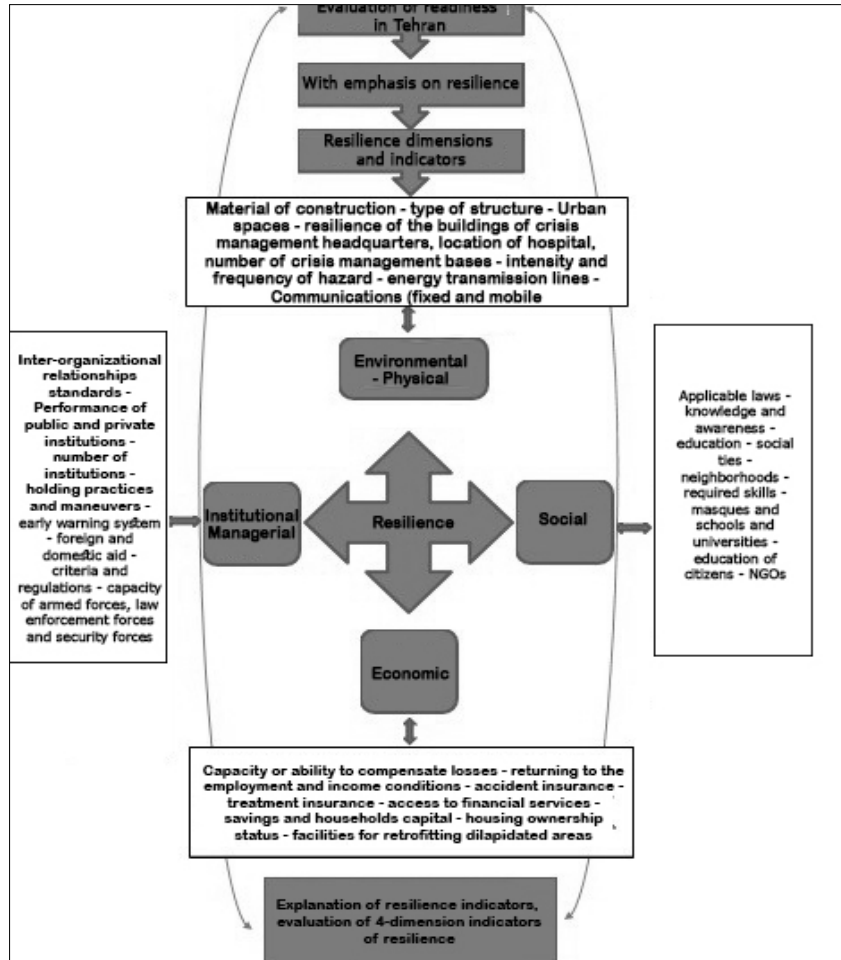 Evaluation of readiness
in Tehran
With emphasis on resilience
Resilience dimensions
and indicators
Material of construction - type of structure - Urban
spaces - resilience of the buildings of crisis
management headquarters, location of hospital,
number of crisis management bases - intensity and
frequency of hazard - energy transmission lines -
Communications (fixed and mobile
Environmental
- Physical
Inter-organizational
relationships
standards -
Performance of
public and private
institutions -
number of
institutions -
holding practices
and maneuvers -
early warning system
- foreign and
domestic aid -
criteria and
regulations - capacity
of armed forces, law
enforcement forces
and security forces
Institutional
Managerial
Resilience
Social
Applicable laws -
knowledge and
awareness -
education - social
ties -
neighborhoods -
required skills -
masques and
schools and
universities -
education of
citizens - NGOs
Economic
Capacity or ability to compensate losses - returning to the
employment and income conditions - accident insurance -
treatment insurance - access to financial services -
savings and households capital - housing ownership
status - facilities for retrofitting dilapidated areas
Explanation of resilience indicators,
evaluation of 4-dimension indicators
of resilience